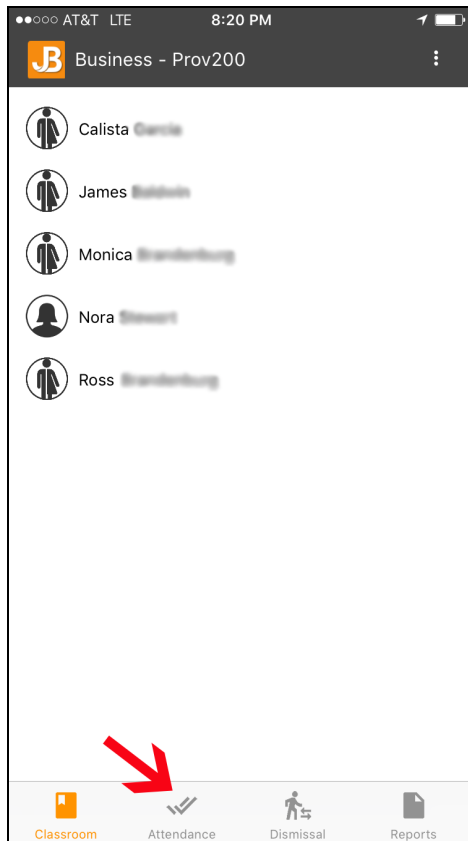 AT&T LTE 8:20 PM
JB Business - Prov200
Calista
James
Monica
Nora
Ross
Classroom Attendance Dismissal Reports